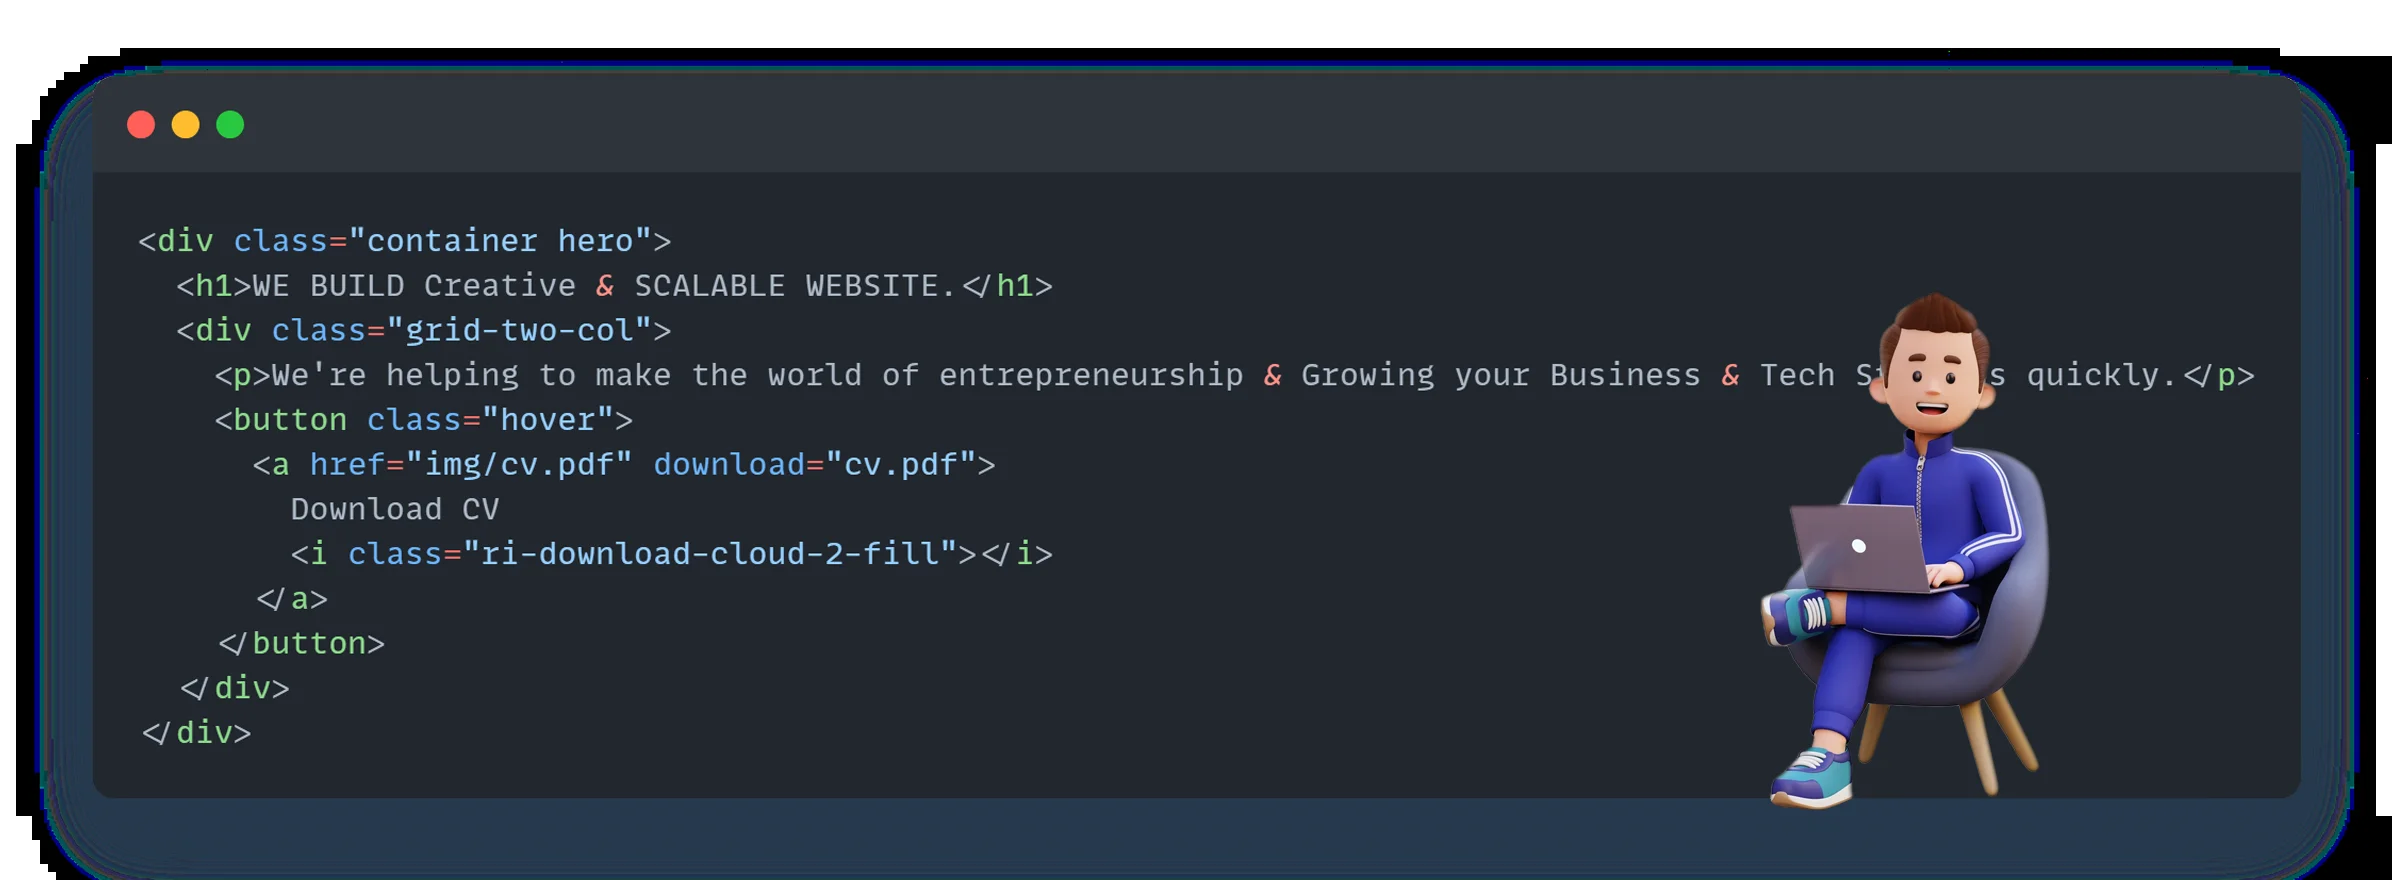 <div class="container hero">
<h1>WE BUILD Creative & SCALABLE WEBSITE.</h1>
<div class="grid-two-col">
<p>We're helping to make the world of entrepreneurship & Growing your Business & Tech quickly.</p>
<button class="hover">
<a href="img/cv.pdf" download="cv.pdf">
Download CV
<i class="ri-download-cloud-2-fill"></i>
</a>
</button>
</div>
</div>